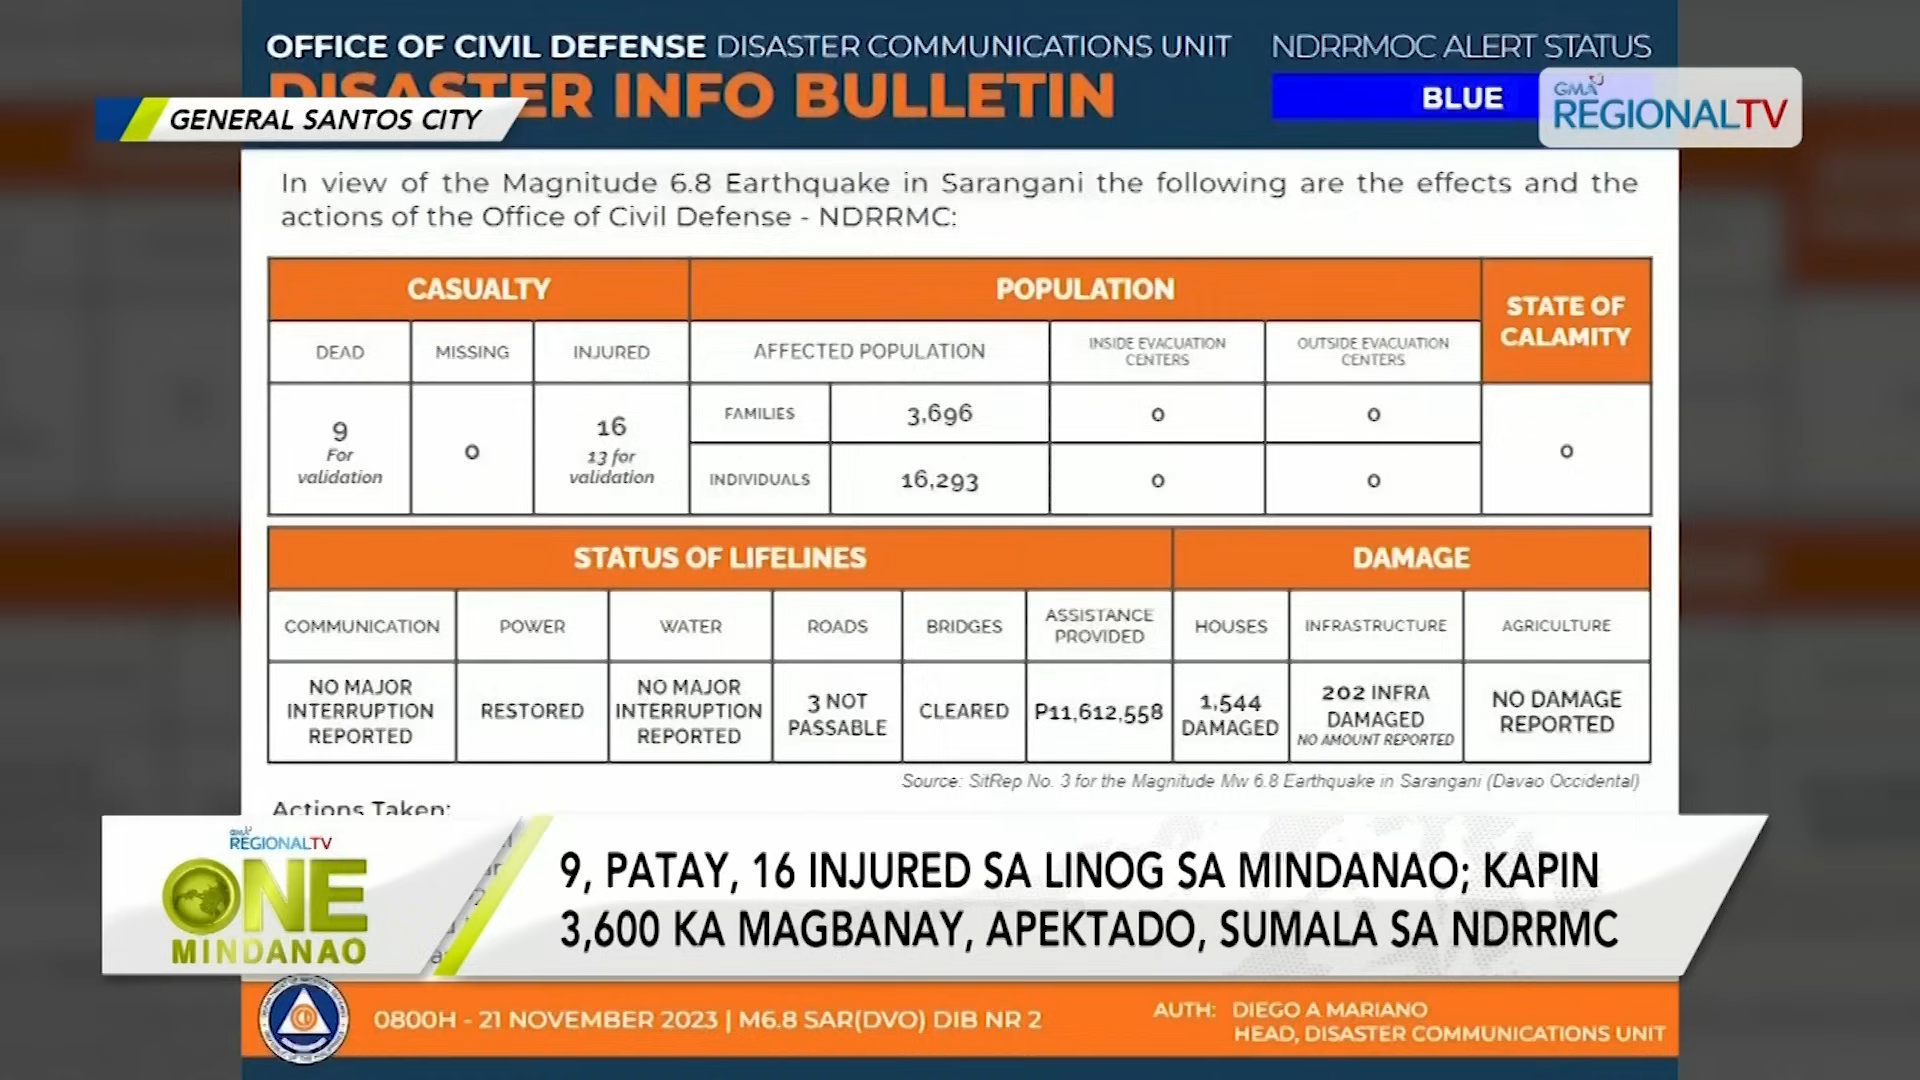 OFFICE OF CIVIL DEFENSE DISASTER COMMUNICATIONS UNIT
NDRRMOC ALERT STATUS
DISASTER INFO BULLETIN
BLUE
GMA
REGIONALTV
GENERAL SANTOS CITY
In view of the Magnitude 6.8 Earthquake in Sarangani the following are the effects and the
actions of the Office of Civil Defense - NDRRMC:
CASUALTY
POPULATION
STATE OF
CALAMITY
DEAD
MISSING
INJURED
AFFECTED POPULATION
INSIDE EVACUATION
CENTERS
OUTSIDE EVACUATION
CENTERS
9
For
validation
0
16
13 for
validation
FAMILIES
3,696
0
0
INDIVIDUALS
16,293
0
0
0
STATUS OF LIFELINES
DAMAGE
COMMUNICATION
POWER
WATER
ROADS
BRIDGES
ASSISTANCE
PROVIDED
HOUSES
INFRASTRUCTURE
AGRICULTURE
NO MAJOR
INTERRUPTION
REPORTED
RESTORED
NO MAJOR
INTERRUPTION
REPORTED
3 NOT
PASSABLE
CLEARED
P11,612,558
1,544
DAMAGED
202 INFRA
DAMAGED
NO AMOUNT REPORTED
NO DAMAGE
REPORTED
Source: SitRep No. 3 for the Magnitude Mw 6.8 Earthquake in Sarangani (Davao Occidental)
Actions Taken:
GMA
REGIONALTV
ONE
MINDANAO
9, PATAY, 16 INJURED SA LINOG SA MINDANAO; KAPIN
3,600 KA MAGBANAY, APEKTADO, SUMALA SA NDRRMC
0800H - 21 NOVEMBER 2023 | M6.8 SAR(DVO) DIB NR 2
AUTH: DIEGO A MARIANO
HEAD, DISASTER COMMUNICATIONS UNIT